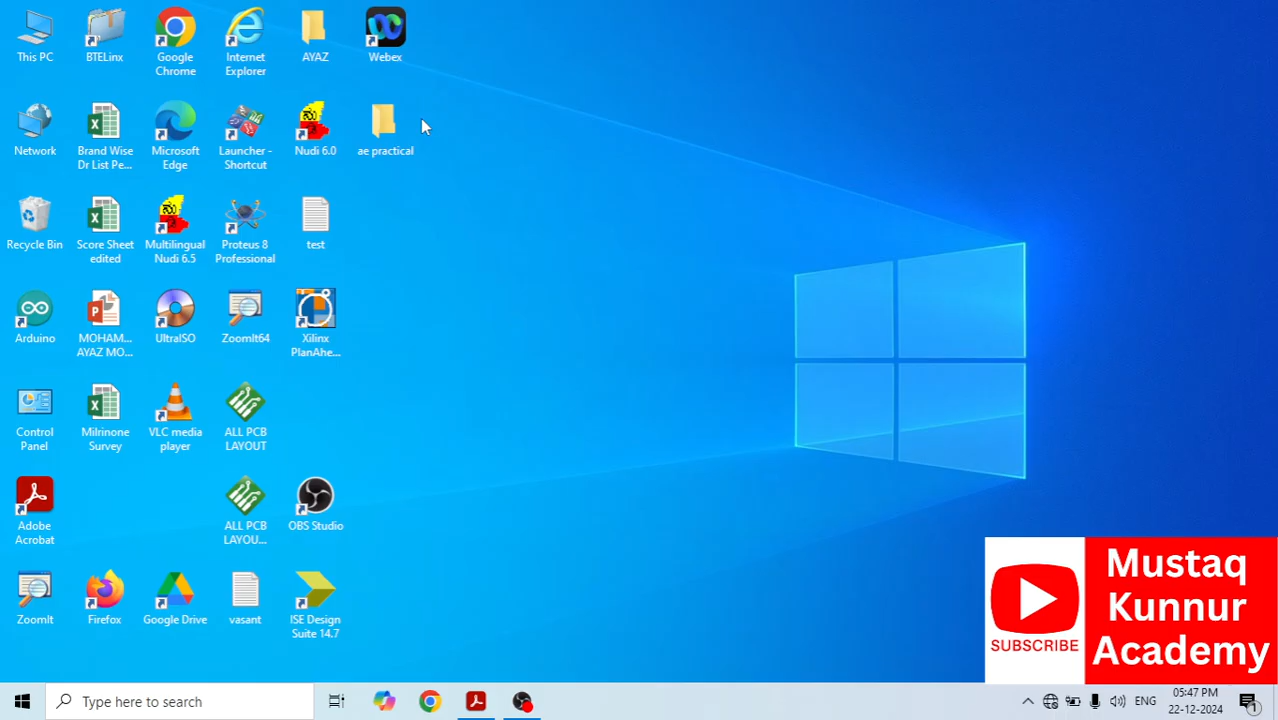 This PC
BTELinx
Google
Chrome
Internet
Explorer
AYAZ
Webex
Network
Brand Wise
Dr List Pe...
Microsoft
Edge
Launcher -
Shortcut
Nudi 6.0
ae practical
Recycle Bin
Score Sheet
edited
Multilingual
Nudi 6.5
Proteus 8
Professional
test
Arduino
MOHAM...
AYAZ MO...
UltraISO
ZoomIt64
Xilinx
PlanAhe...
Control
Panel
Milrinone
Survey
VLC media
player
ALL PCB
LAYOUT
Adobe
Acrobat
ALL PCB
LAYOU...
OBS Studio
ZoomIt
Firefox
Google Drive
vasant
ISE Design
Suite 14.7
SUBSCRIBE
Mustaq
Kunnur
Academy
Type here to search
ENG
05:47 PM
22-12-2024
1